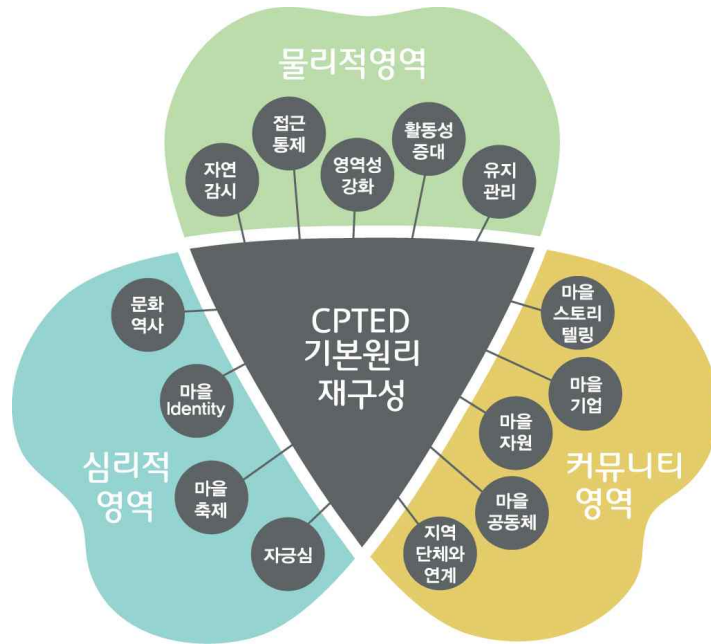 물리적영역
자연
감시
접근
통제
영역성
강화
활동성
증대
유지
관리
CPTED
기본원리
재구성
심리적
영역
문화
역사
마을
Identity
마을
축제
자긍심
커뮤니티
영역
마을
스토리
텔링
마을
기업
마을
자원
마을
공동체
지역
단체와
연계